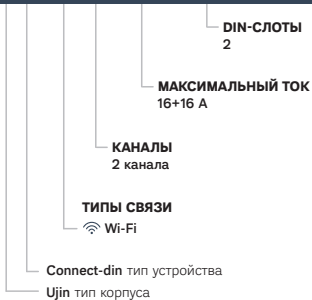 DIN-СЛОТЫ
2
МАКСИМАЛЬНЫЙ ТОК
16+16 А
КАНАЛЫ
2 канала
ТИПЫ СВЯЗИ
Wi-Fi
Connect-din тип устройства
Ujin тип корпуса